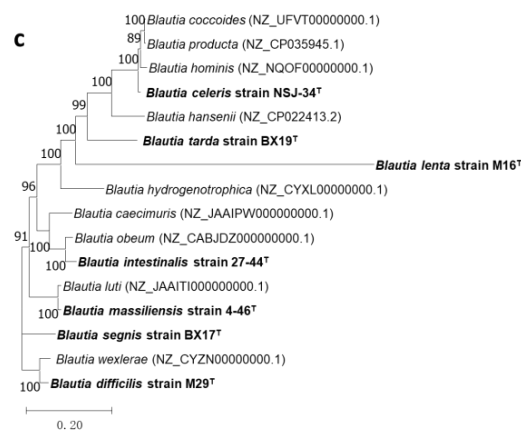 c
100
Blautia coccoides (NZ_UFVT00000000.1)
89
Blautia producta (NZ_CP035945.1)
100
Blautia hominis (NZ_NQOF00000000.1)
100
Blautia celeris strain NSJ-34ᵀ
99
Blautia hansenii (NZ_CP022413.2)
100
Blautia tarda strain BX19ᵀ
100
Blautia lenta strain M16ᵀ
96
Blautia hydrogenotrophica (NZ_CYXL00000000.1)
Blautia caecimuris (NZ_JAAIPW000000000.1)
91
Blautia obeum (NZ_CABJDZ000000000.1)
100
100
Blautia intestinalis strain 27-44ᵀ
Blautia luti (NZ_JAAITI000000000.1)
100
Blautia massiliensis strain 4-46ᵀ
Blautia segnis strain BX17ᵀ
Blautia wexlerae (NZ_CYZN00000000.1)
100
Blautia difficilis strain M29ᵀ
0.20